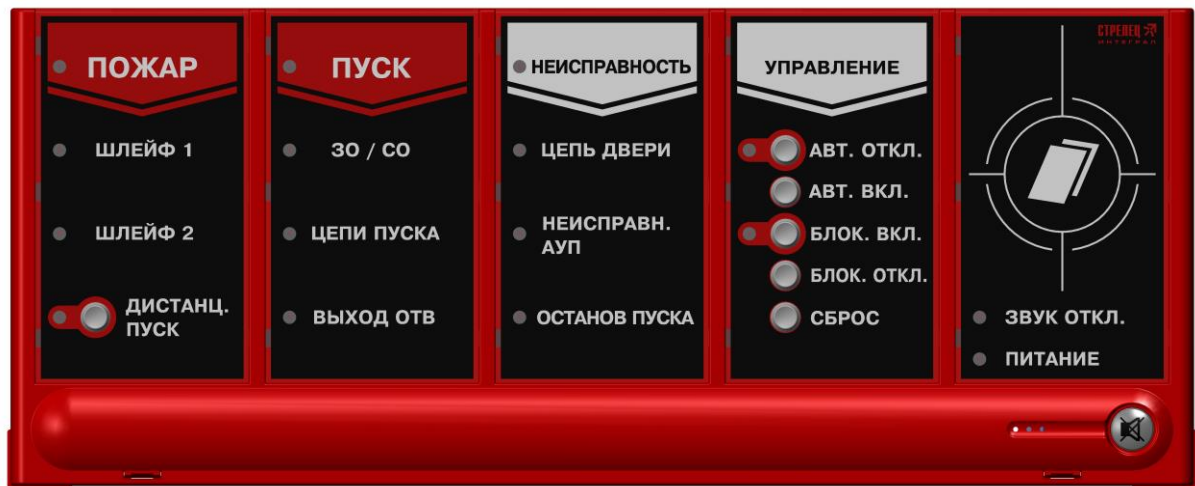 ПОЖАР
ШЛЕЙФ 1
ШЛЕЙФ 2
ДИСТАНЦ.
ПУСК
ПУСК
ЗО / СО
ЦЕПИ ПУСКА
ВЫХОД ОТВ
НЕИСПРАВНОСТЬ
ЦЕПЬ ДВЕРИ
НЕИСПРАВН.
АУП
ОСТАНОВ ПУСКА
УПРАВЛЕНИЕ
АВТ. ОТКЛ.
АВТ. ВКЛ.
БЛОК. ВКЛ.
БЛОК. ОТКЛ.
СБРОС
СТРЕЛЕЦ
ИНТЕГРАЛ
ЗВУК ОТКЛ.
ПИТАНИЕ